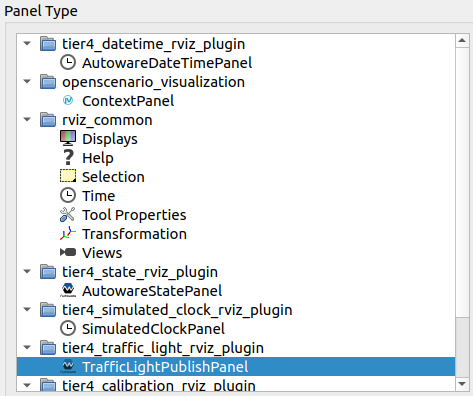 Panel Type
tier4_datetime_rviz_plugin
AutowareDateTimePanel
openscenario_visualization
ContextPanel
rviz_common
Displays
Help
Selection
Time
Tool Properties
Transformation
Views
tier4_state_rviz_plugin
AutowareStatePanel
tier4_simulated_clock_rviz_plugin
SimulatedClockPanel
tier4_traffic_light_rviz_plugin
TrafficLightPublishPanel
tier4_calibration_rviz_plugin